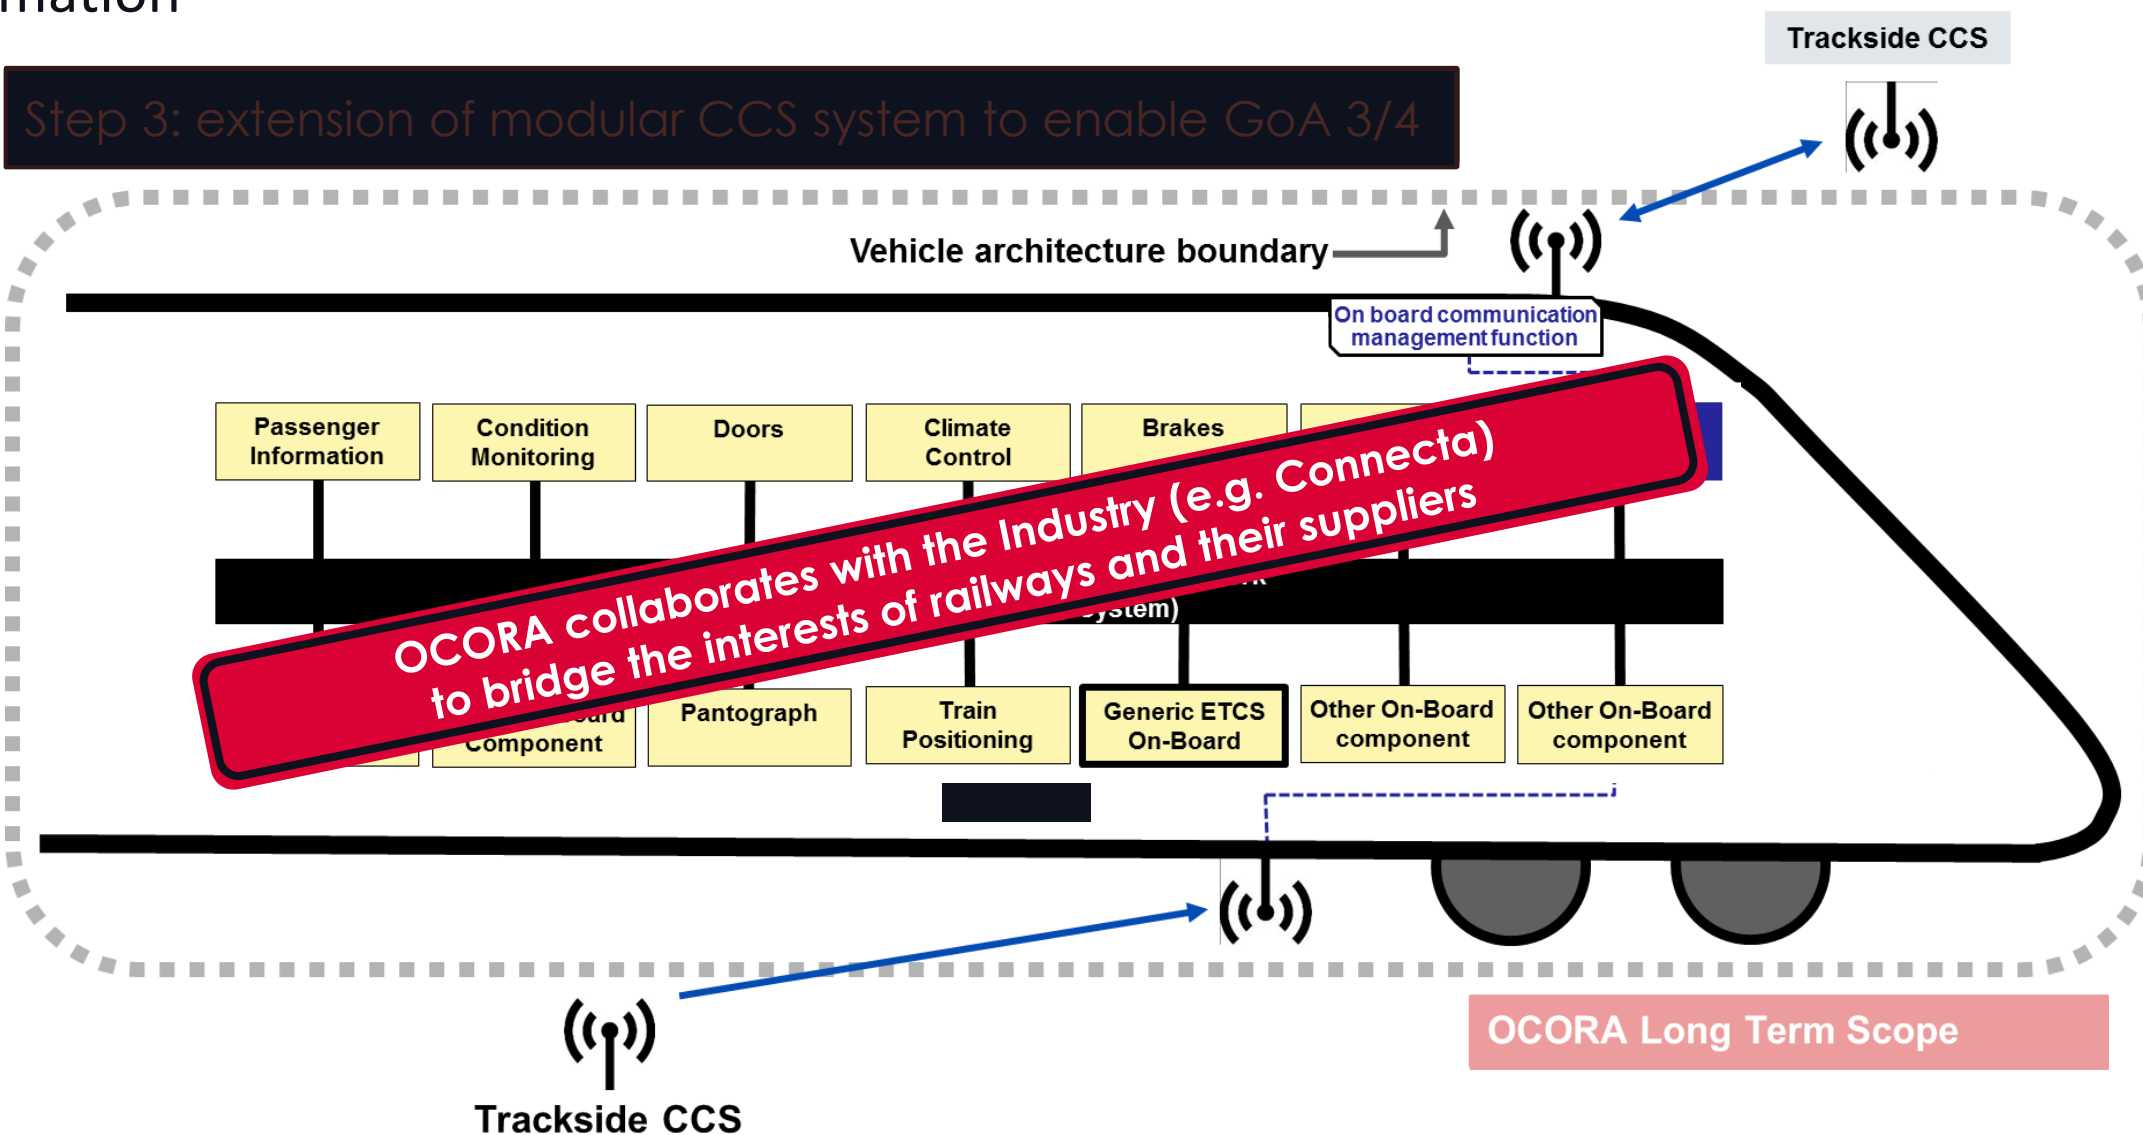 Trackside CCS
Step 3: extension of modular CCS system to enable GoA 3/4
Vehicle architecture boundary
On board communication
management function
Passenger
Information
Condition
Monitoring
Doors
Climate
Control
Brakes
OCORA collaborates with the Industry (e.g. Connecta)
to bridge the interests of railways and their suppliers
Component
Pantograph
Train
Positioning
Generic ETCS
On-Board
Other On-Board
component
Other On-Board
component
OCORA Long Term Scope
Trackside CCS